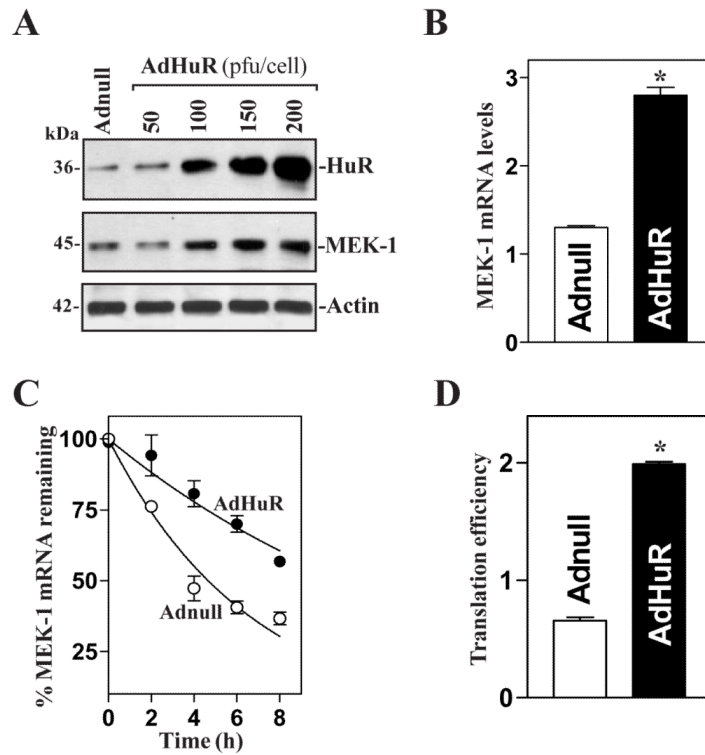 A
AdHuR (pfu/cell)
Adnull
50
100
150
200
kDa
36-
-HuR
45-
-MEK-1
42-
-Actin
B
MEK-1 mRNA levels
3
2
1
0
*
Adnull
AdHuR
C
% MEK-1 mRNA remaining
100
75
50
25
AdHuR
Adnull
0 2 4 6 8
Time (h)
D
Translation efficiency
2
1
0
*
Adnull
AdHuR